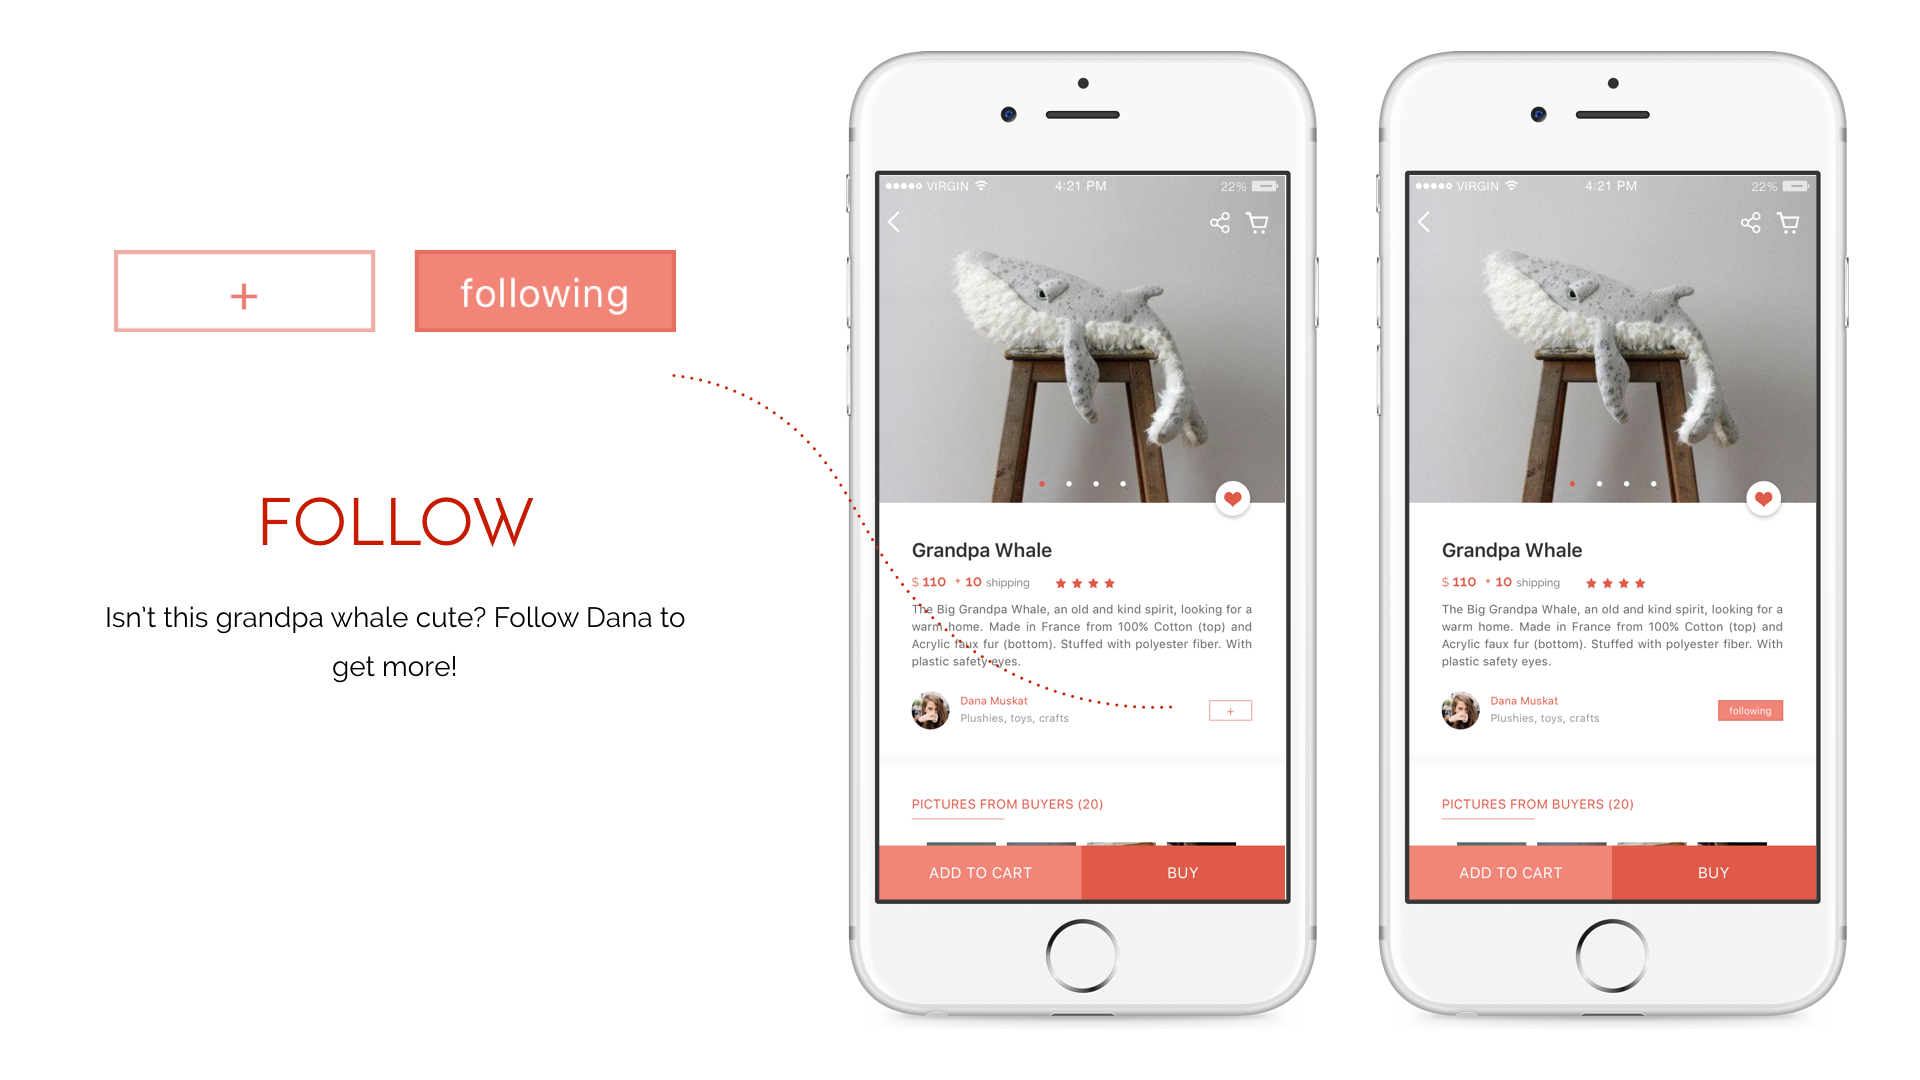 +
following
FOLLOW
Isn't this grandpa whale cute? Follow Dana to
get more!
VIRGIN
4:21 PM
22%
Grandpa Whale
$ 110 + 10 shipping
The Big Grandpa Whale, an old and kind spirit, looking for a
warm home. Made in France from 100% Cotton (top) and
Acrylic faux fur (bottom). Stuffed with polyester fiber. With
plastic safety eyes.
Dana Muskat
Plushies, toys, crafts
+
PICTURES FROM BUYERS (20)
ADD TO CART
BUY
VIRGIN
4:21 PM
22%
Grandpa Whale
$ 110 + 10 shipping
The Big Grandpa Whale, an old and kind spirit, looking for a
warm home. Made in France from 100% Cotton (top) and
Acrylic faux fur (bottom). Stuffed with polyester fiber. With
plastic safety eyes.
Dana Muskat
Plushies, toys, crafts
following
PICTURES FROM BUYERS (20)
ADD TO CART
BUY